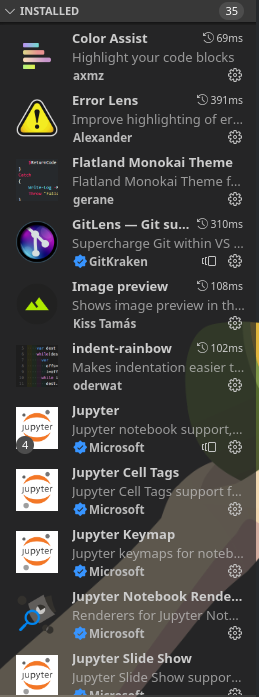 INSTALLED 35
Color Assist 69ms
Highlight your code blocks
axmz
Error Lens 391ms
Improve highlighting of er...
Alexander
Flatland Monokai Theme
Flatland Monokai Theme f...
gerane
GitLens — Git su... 310ms
Supercharge Git within VS ...
GitKraken
Image preview 108ms
Shows image preview in th...
Kiss Tamás
indent-rainbow 102ms
Makes indentation easier t...
oderwat
Jupyter
Jupyter notebook support,...
Microsoft
jupyter
4
Jupyter Cell Tags
Jupyter Cell Tags support f...
Microsoft
jupyter
Jupyter Keymap
Jupyter keymaps for noteb...
Microsoft
jupyter
Jupyter Notebook Rende...
Renderers for Jupyter Not...
Microsoft
Jupyter Slide Show
Jupyter Slide Show suppor...
Microsoft
jupyter